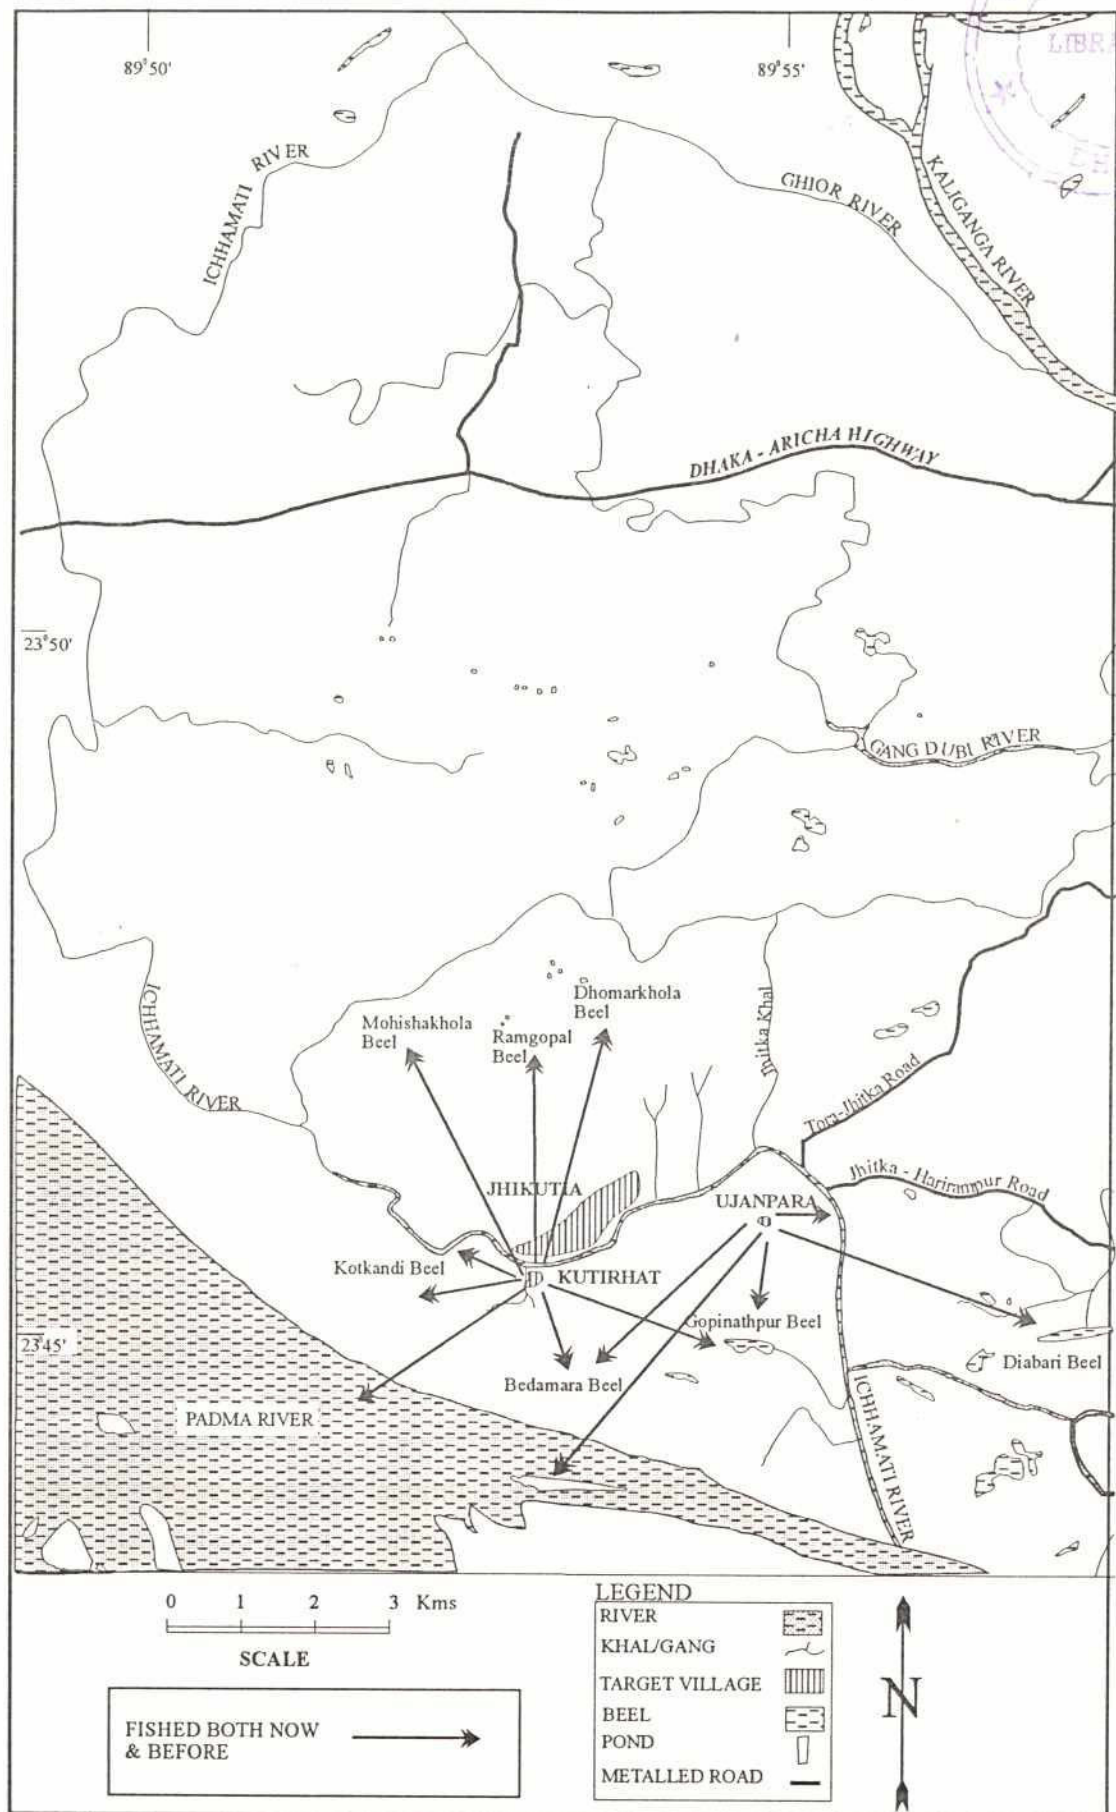 89°50'
89°55'
LIBRA
ICHHAMATI RIVER
GHIOR RIVER
KALIGANGA RIVER
DHAKA - ARICHA HIGHWAY
23°50'
GANG DUBI RIVER
ICHHAMATI RIVER
Mohishakhola
Beel
Ramgopal
Beel
Dhomarkhola
Beel
Jhitka Khal
Tora-Jhitka Road
Jhitka - Harirampur Road
JHIKUTIA
UJANPARA
Kotkandi Beel
KUTIRHAT
Gopinathpur Beel
23°45'
Diabari Beel
Bedamara Beel
PADMA RIVER
ICHHAMATI RIVER
0 1 2 3 Kms
SCALE
FISHED BOTH NOW
& BEFORE
LEGEND
RIVER
KHAL/GANG
TARGET VILLAGE
BEEL
POND
METALLED ROAD
N